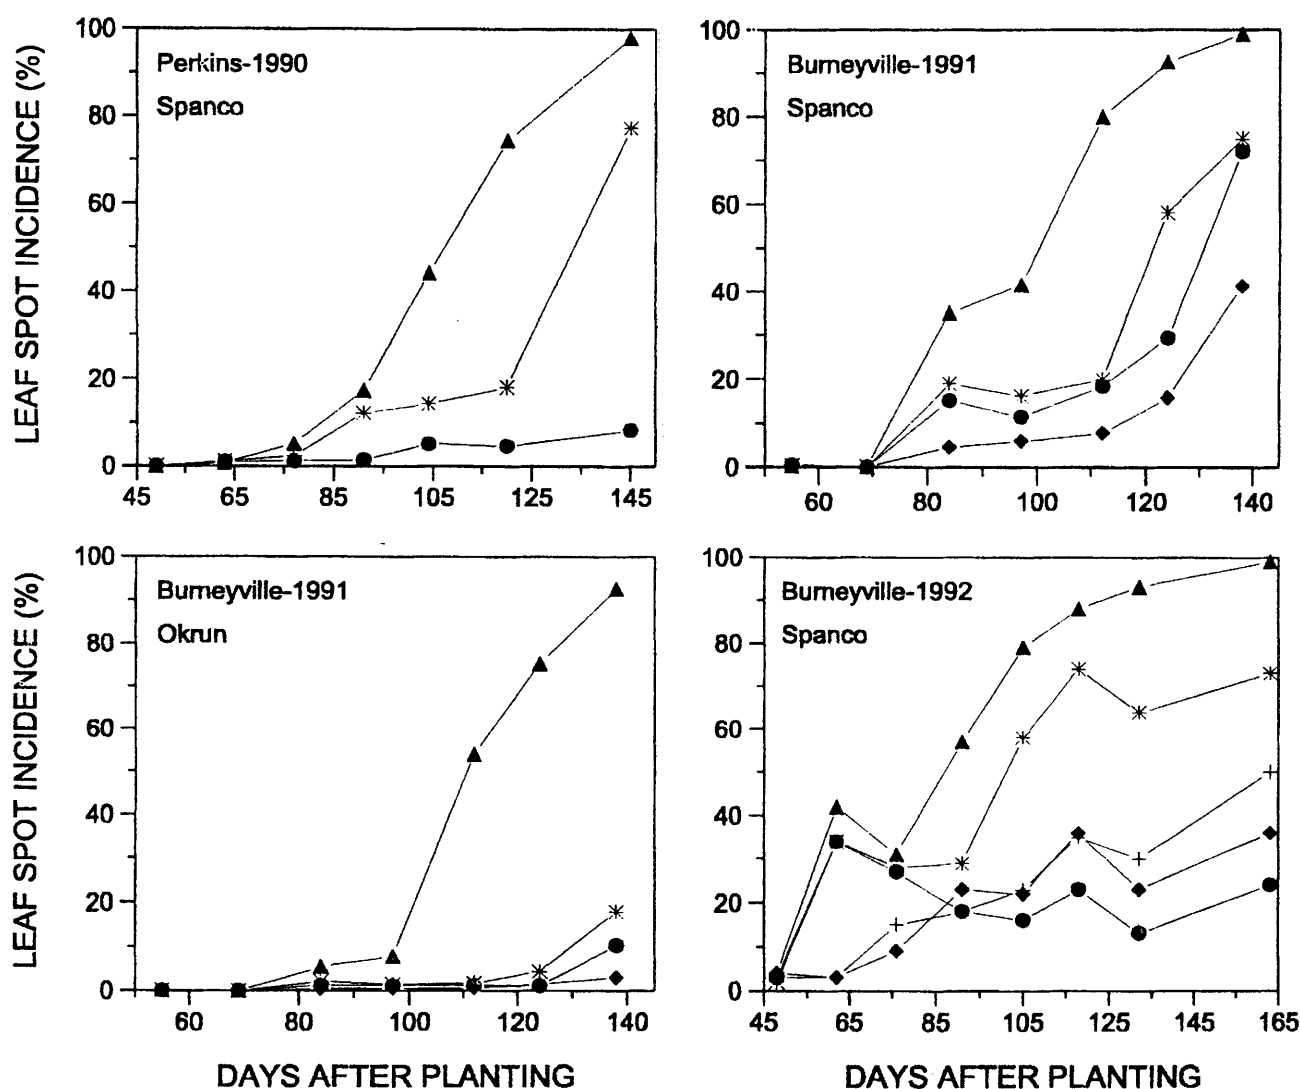 LEAF SPOT INCIDENCE (%)
100
80
60
40
20
0
Perkins-1990
Spanco
45 65 85 105 125 145
100
80
60
40
20
0
Burneyville-1991
Spanco
60 80 100 120 140
LEAF SPOT INCIDENCE (%)
100
80
60
40
20
0
Burneyville-1991
Okrun
60 80 100 120 140
DAYS AFTER PLANTING
100
80
60
40
20
0
Burneyville-1992
Spanco
45 65 85 105 125 145 165
DAYS AFTER PLANTING